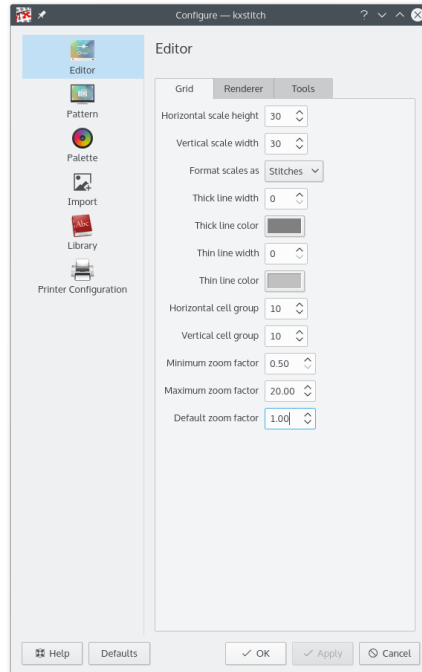 Configure — kxstitch
Editor
Pattern
Palette
Import
Library
Printer Configuration
Editor
Grid Renderer Tools
Horizontal scale height 30
Vertical scale width 30
Format scales as Stitches
Thick line width 0
Thick line color
Thin line width 0
Thin line color
Horizontal cell group 10
Vertical cell group 10
Minimum zoom factor 0.50
Maximum zoom factor 20.00
Default zoom factor 1.00
Help Defaults OK Apply Cancel